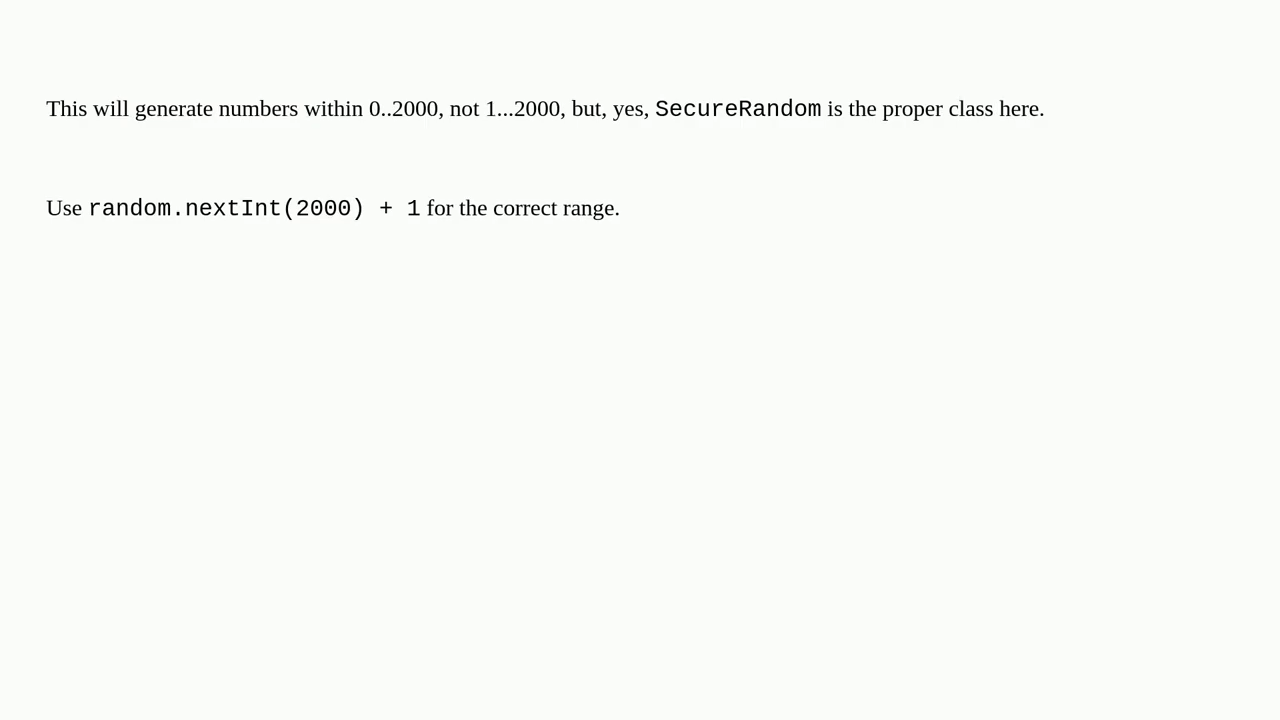 This will generate numbers within 0..2000, not 1...2000, but, yes, SecureRandom is the proper class here.
Use random.nextInt(2000) + 1 for the correct range.